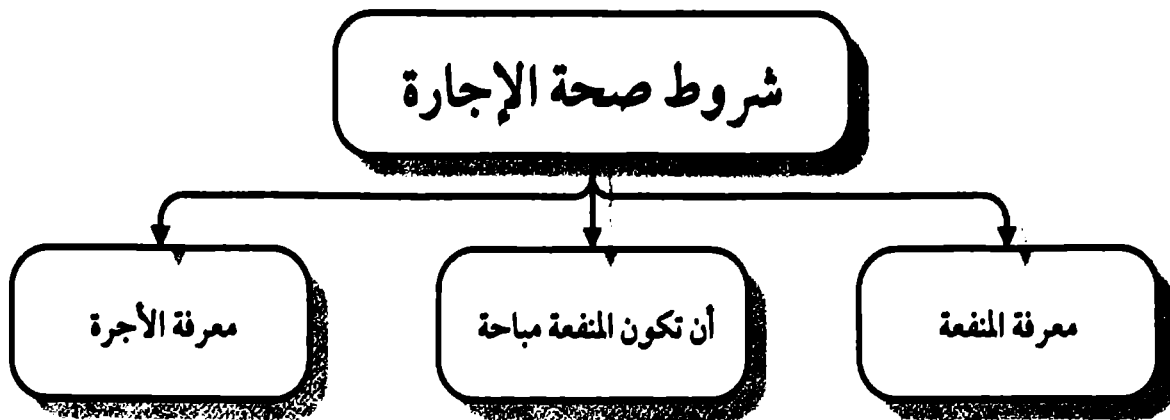 شروط صحة الإجارة
معرفة المنفعة
أن تكون المنفعة مباحة
معرفة الأجرة